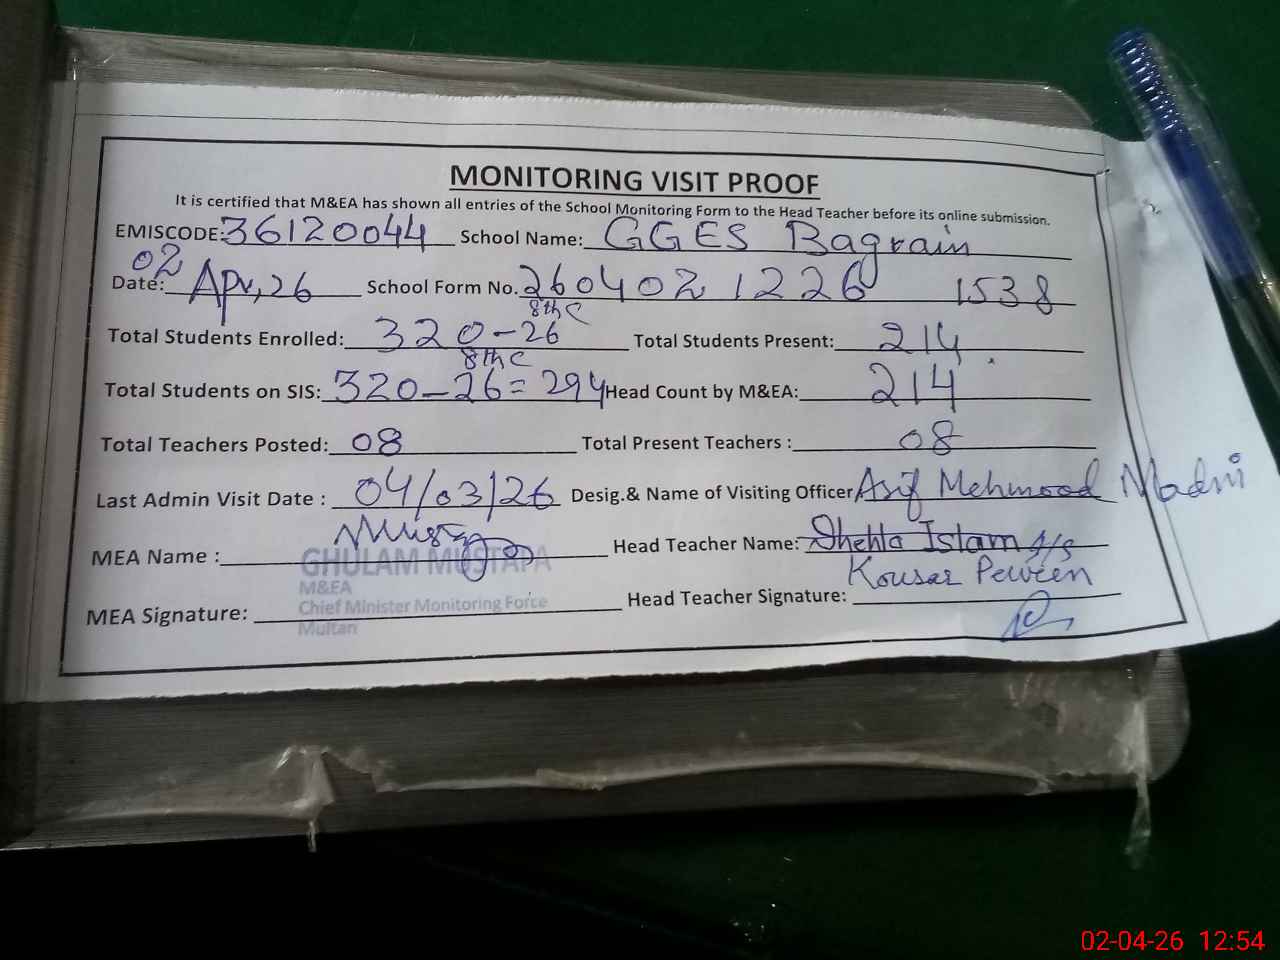 MONITORING VISIT PROOF
It is certified that M&EA has shown all entries of the School Monitoring Form to the Head Teacher before its online submission.
EMISCODE: 36120044 School Name: GGES Bagrain
Date: 02 Apr, 26 School Form No. 2604021226 1538
8th C
Total Students Enrolled: 320-26 Total Students Present: 214
8th C
Total Students on SIS: 320-26=294 Head Count by M&EA: 214
Total Teachers Posted: 08 Total Present Teachers : 08
Last Admin Visit Date : 04/03/26 Desig.& Name of Visiting Officer Asif Mehmood Madni
MEA Name : Head Teacher Name: Shehla Islam
Kousar Perveen
GHULAM MUSTAFA
M&EA
Chief Minister Monitoring Force
Multan
MEA Signature: Head Teacher Signature:
02-04-26 12:54